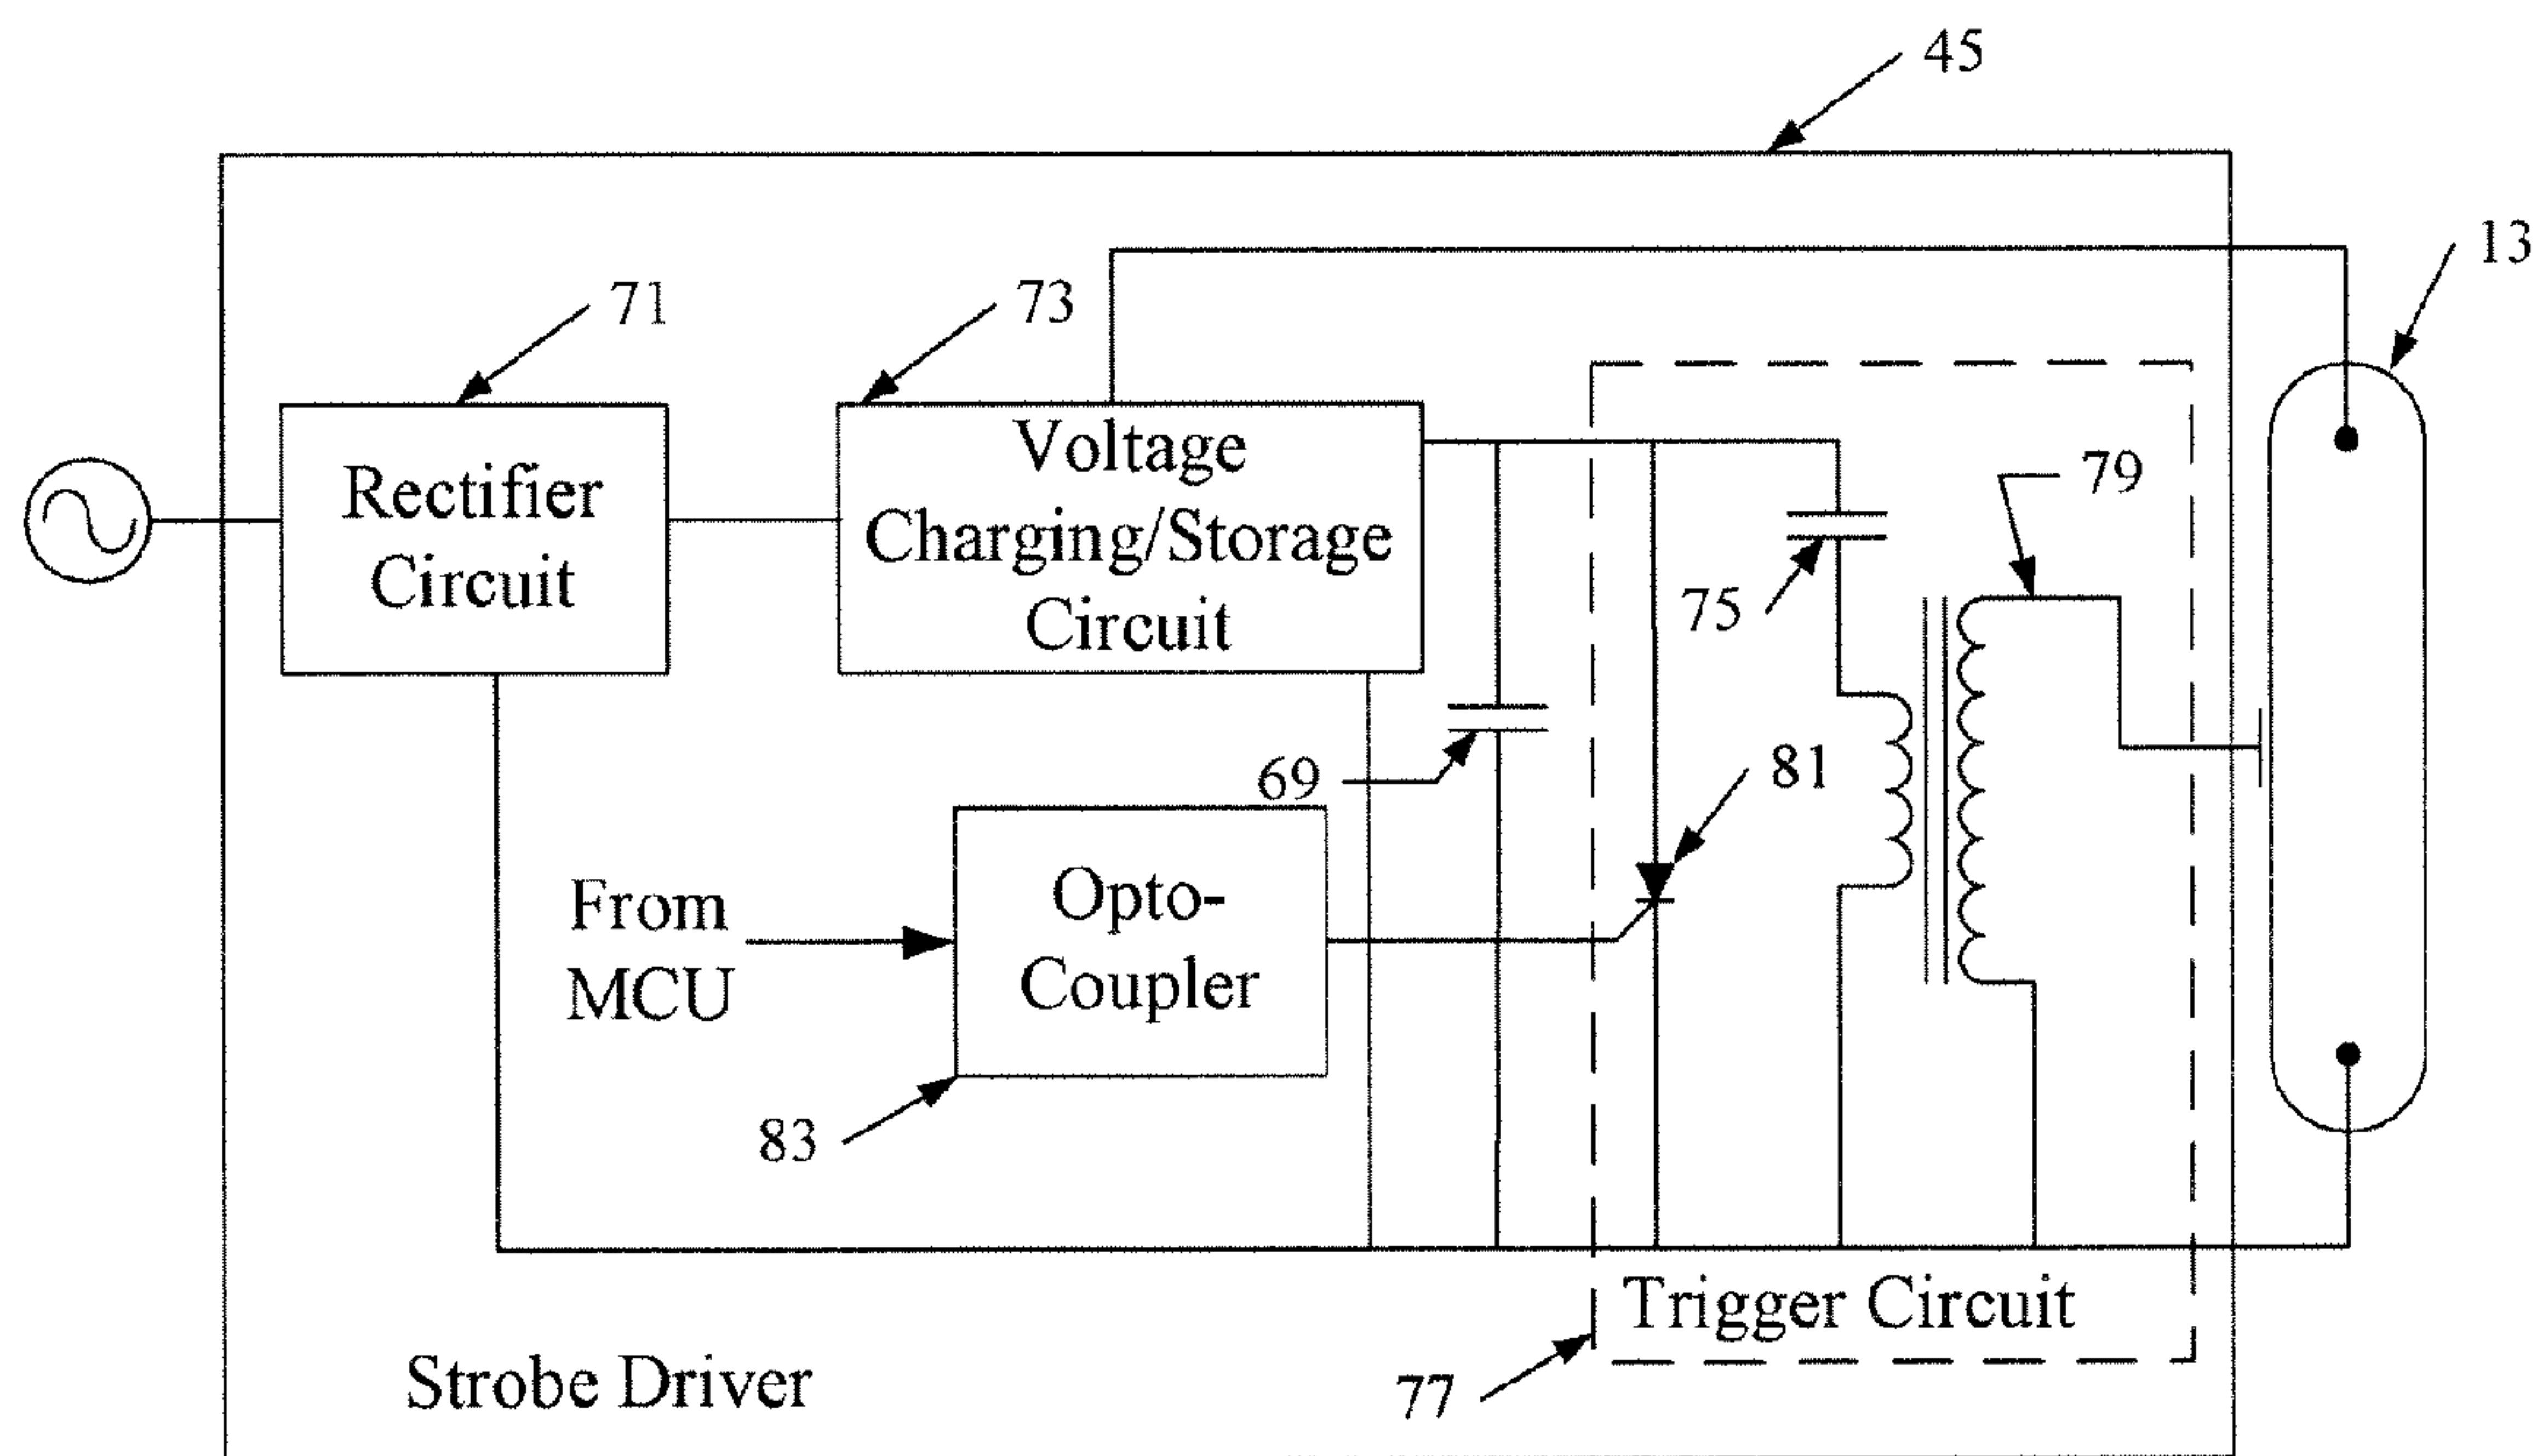 45
13
71
73
Rectifier
Circuit
Voltage
Charging/Storage
Circuit
79
75
69
81
From
MCU
Opto-
Coupler
83
Trigger Circuit
77
Strobe Driver